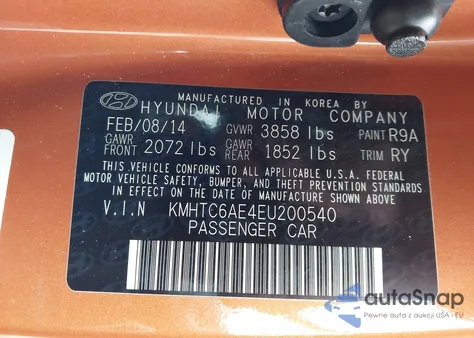 MANUFACTURED IN KOREA BY
HYUNDAI MOTOR COMPANY
FEB/08/14 GVWR 3858 lbs PAINT R9A
GAWR FRONT 2072 lbs GAWR REAR 1852 lbs TRIM RY
THIS VEHICLE CONFORMS TO ALL APPLICABLE U.S.A. FEDERAL
MOTOR VEHICLE SAFETY, BUMPER, AND THEFT PREVENTION STANDARDS
IN EFFECT ON THE DATE OF MANUFACTURE SHOWN ABOVE.
V.I.N KMHTC6AE4EU200540
PASSENGER CAR
autaSnap
Pewne auta z aukcji USA - EU